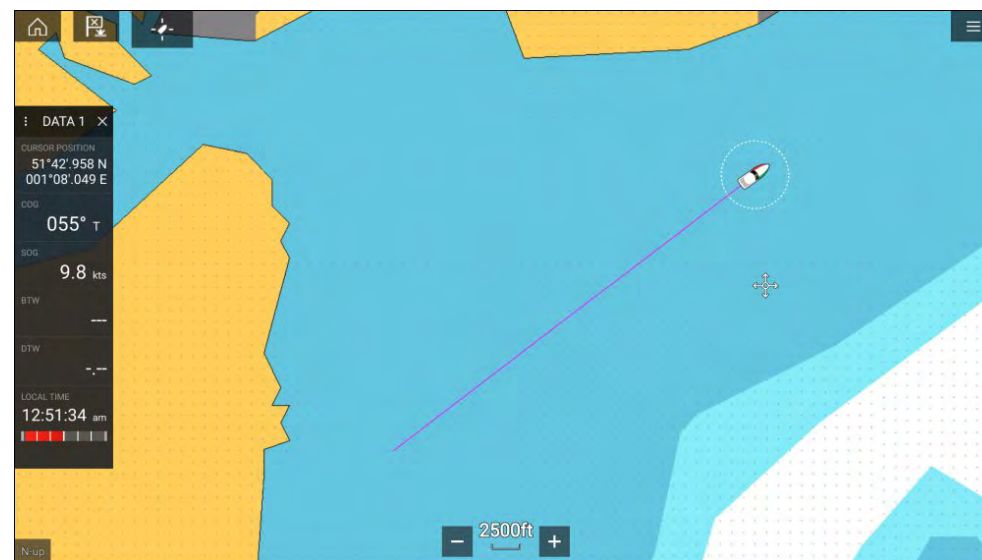 DATA 1
CURSOR POSITION
51°42'.958 N
001°08'.049 E
COG
055° T
SOG
9.8 kts
BTW
---
DTW
-.--
LOCAL TIME
12:51:34 am
N-up
2500ft